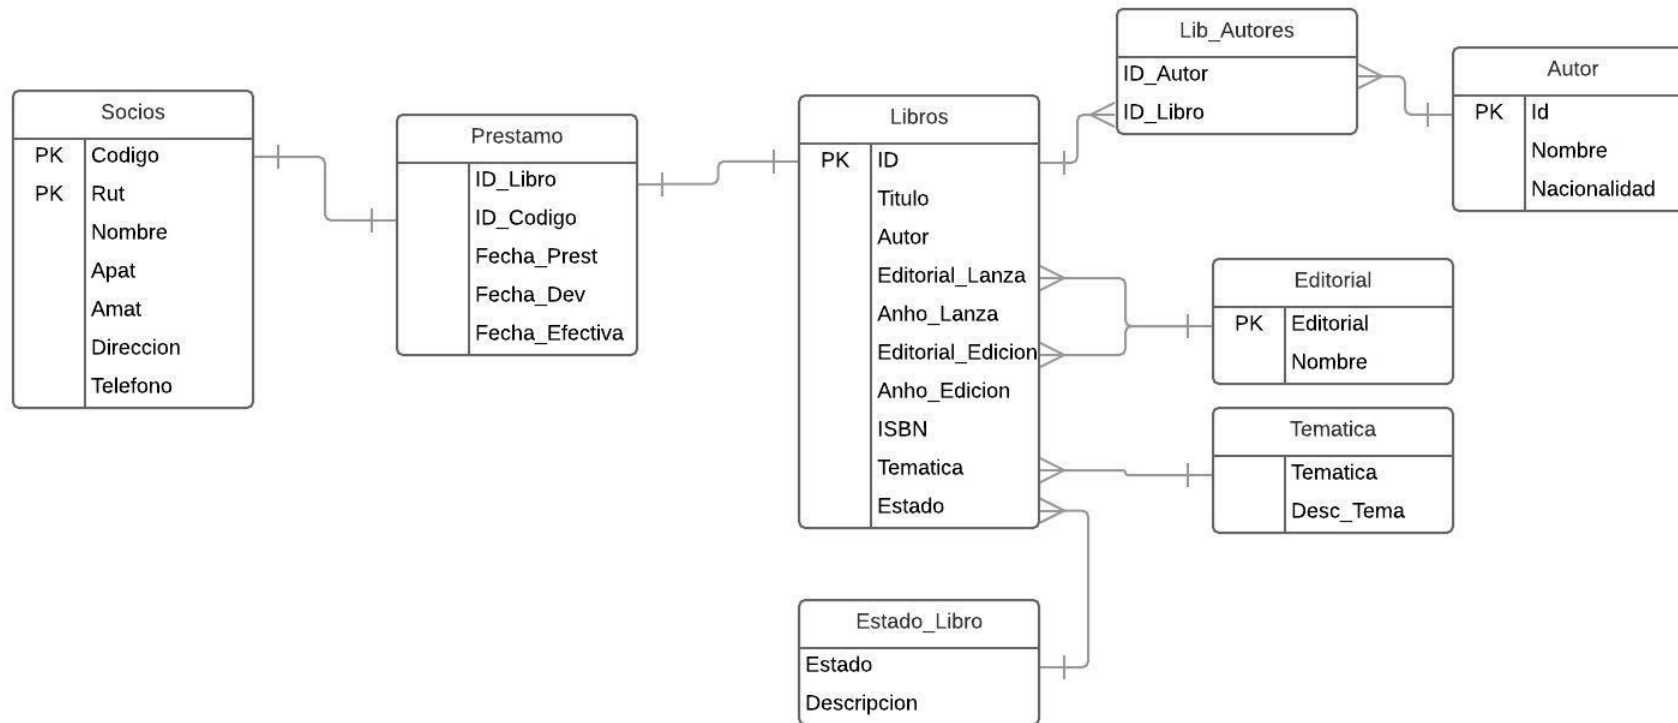 Socios
PK Codigo
PK Rut
Nombre
Apat
Amat
Direccion
Telefono
Prestamo
ID_Libro
ID_Codigo
Fecha_Prest
Fecha_Dev
Fecha_Efectiva
Libros
PK ID
Titulo
Autor
Editorial_Lanza
Anho_Lanza
Editorial_Edicion
Anho_Edicion
ISBN
Tematica
Estado
Lib_Autores
ID_Autor
ID_Libro
Autor
PK Id
Nombre
Nacionalidad
Editorial
PK Editorial
Nombre
Tematica
Tematica
Desc_Tema
Estado_Libro
Estado
Descripcion